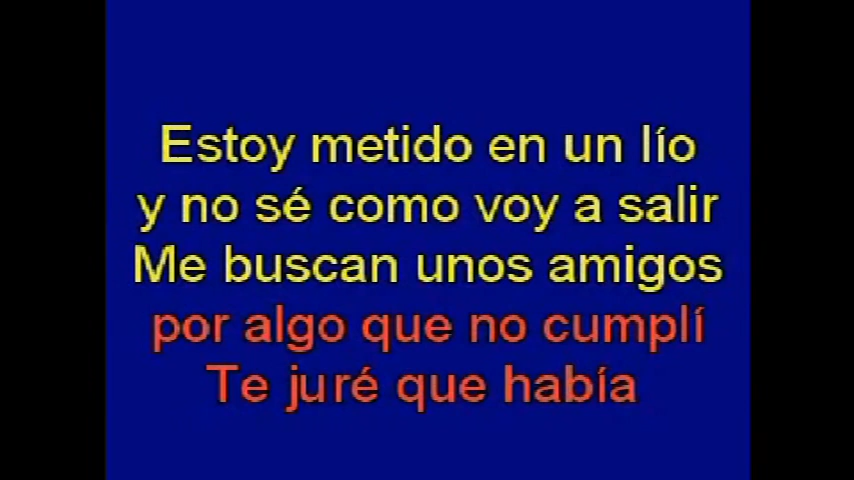 Estoy metido en un lío
y no sé como voy a salir
Me buscan unos amigos
por algo que no cumplí
Te juré que había